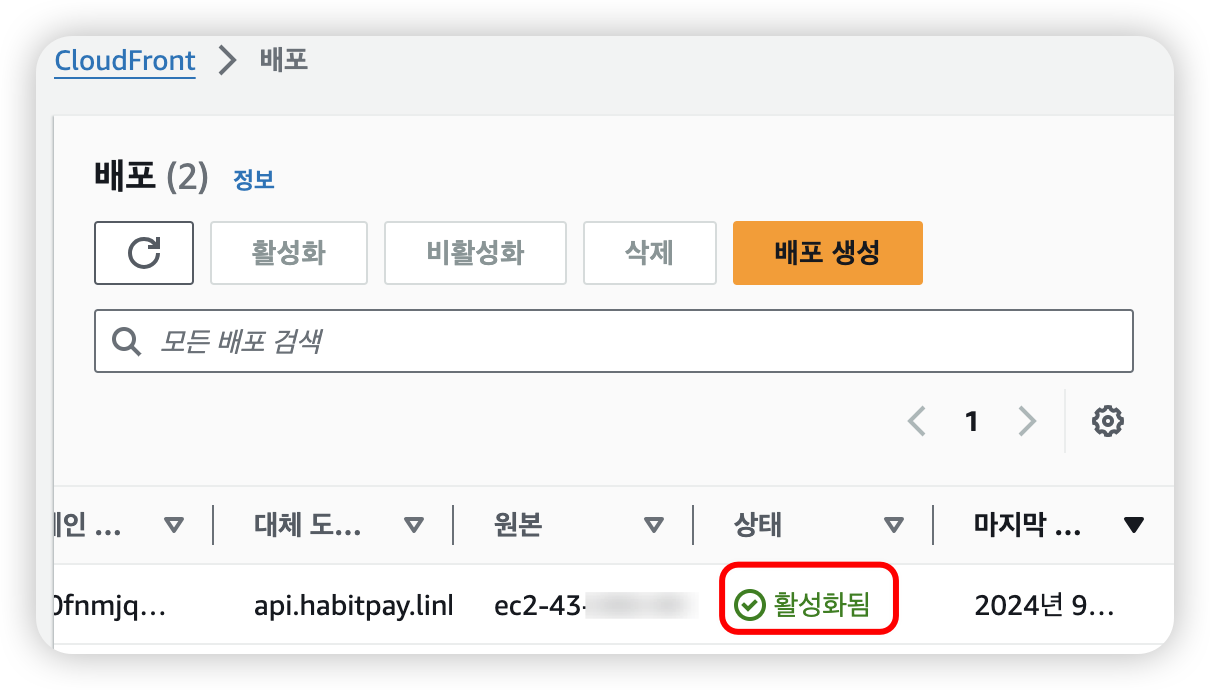 CloudFront > 배포
배포 (2) 정보
활성화 비활성화 삭제 배포 생성
모든 배포 검색
1
인 ... 대체 도... 원본 상태 마지막 ...
0fnmjq... api.habitpay.linl ec2-43- 활성화됨 2024년 9...